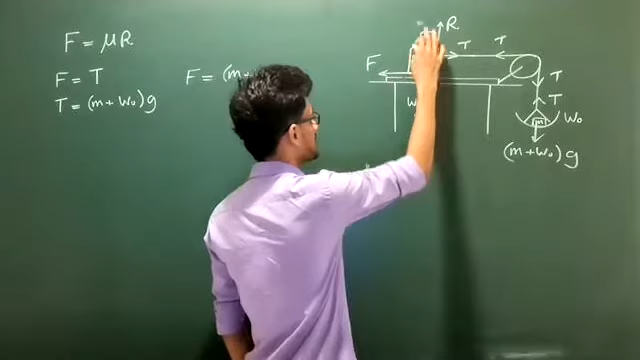 F = μR
F = T
T = (m+W₀)g
F = (m+
R
T
T
F
T
T
W
m
W₀
(m+W₀)g